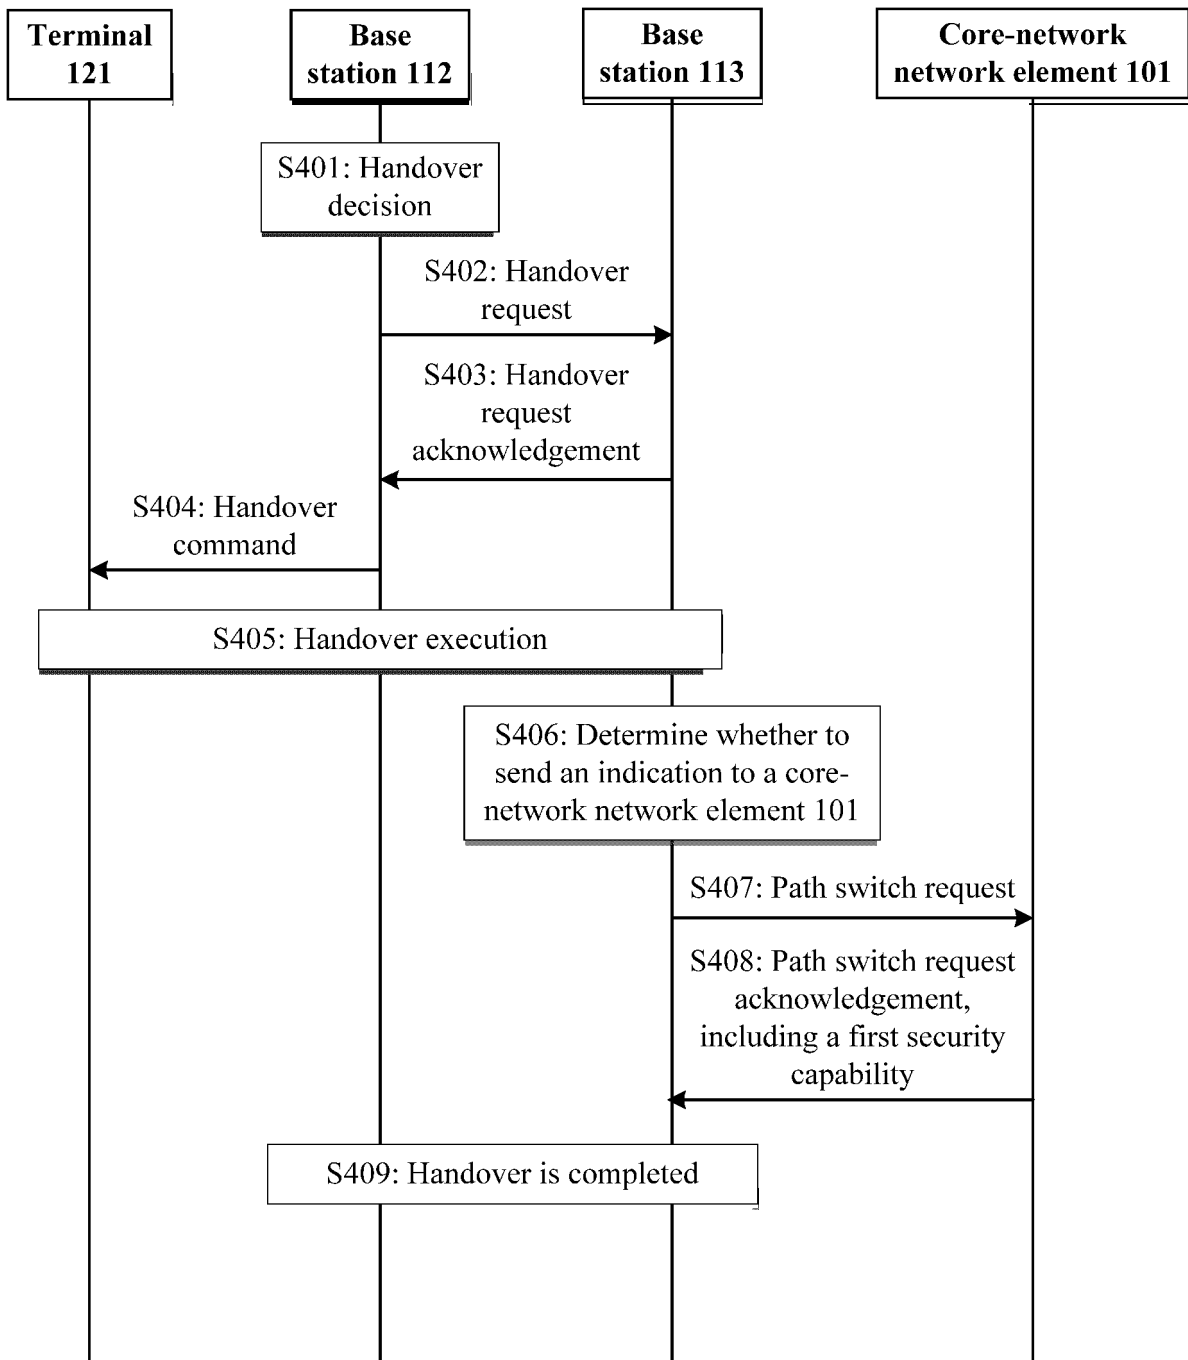 Terminal
121
Base
station 112
Base
station 113
Core-network
network element 101
S401: Handover
decision
S402: Handover
request
S403: Handover
request
acknowledgement
S404: Handover
command
S405: Handover execution
S406: Determine whether to
send an indication to a core-
network network element 101
S407: Path switch request
S408: Path switch request
acknowledgement,
including a first security
capability
S409: Handover is completed